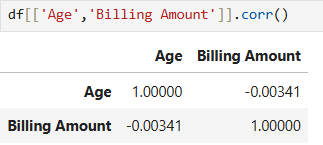 df[['Age','Billing Amount']].corr()
Age Billing Amount
Age 1.00000 -0.00341
Billing Amount -0.00341 1.00000